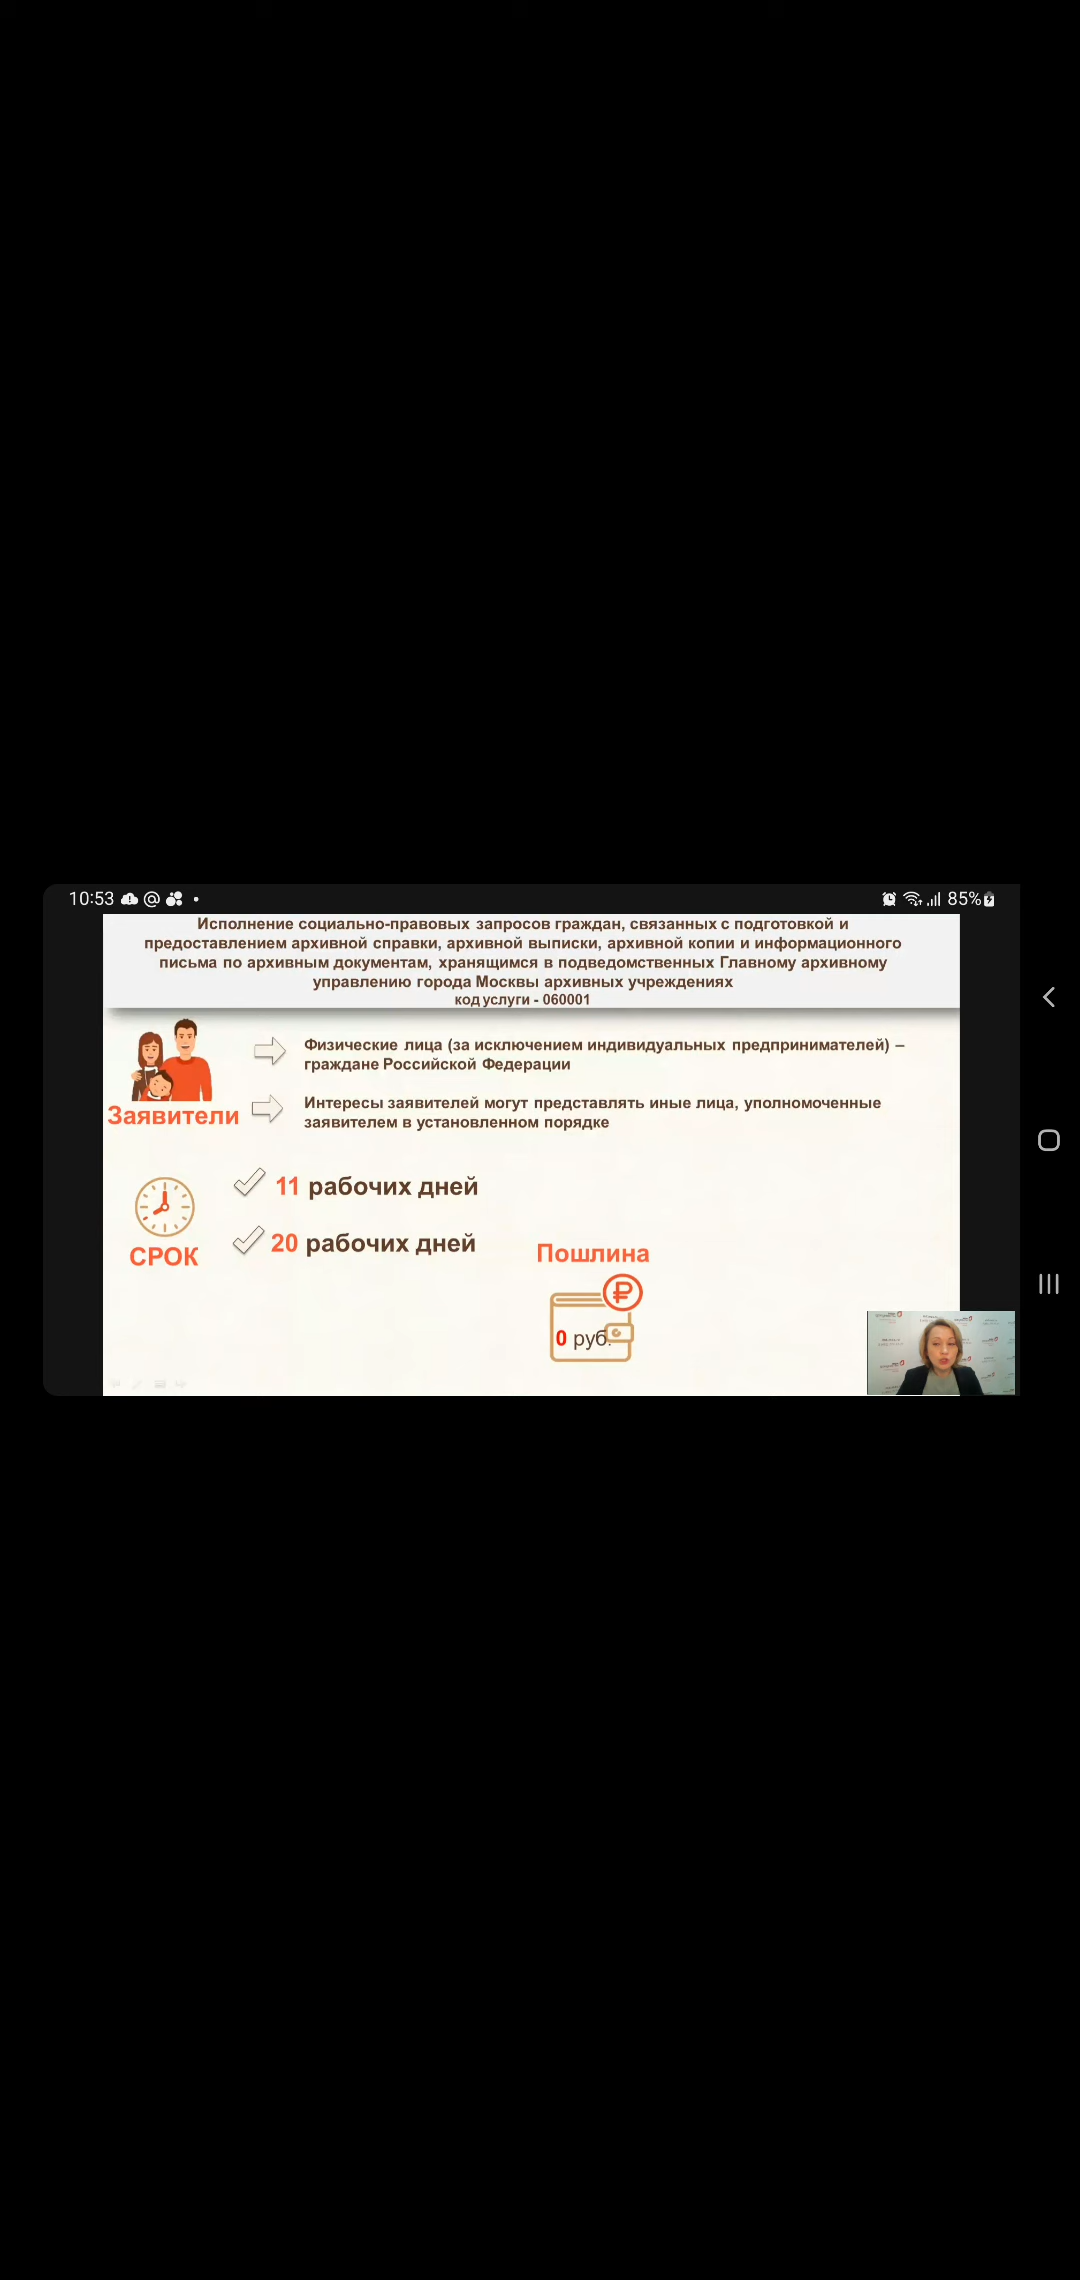 10:53
85%
Исполнение социально-правовых запросов граждан, связанных с подготовкой и
предоставлением архивной справки, архивной выписки, архивной копии и информационного
письма по архивным документам, хранящимся в подведомственных Главному архивному
управлению города Москвы архивных учреждениях
код услуги - 060001
Физические лица (за исключением индивидуальных предпринимателей) –
граждане Российской Федерации
Заявители
Интересы заявителей могут представлять иные лица, уполномоченные
заявителем в установленном порядке
11 рабочих дней
20 рабочих дней
СРОК
Пошлина
0 руб.